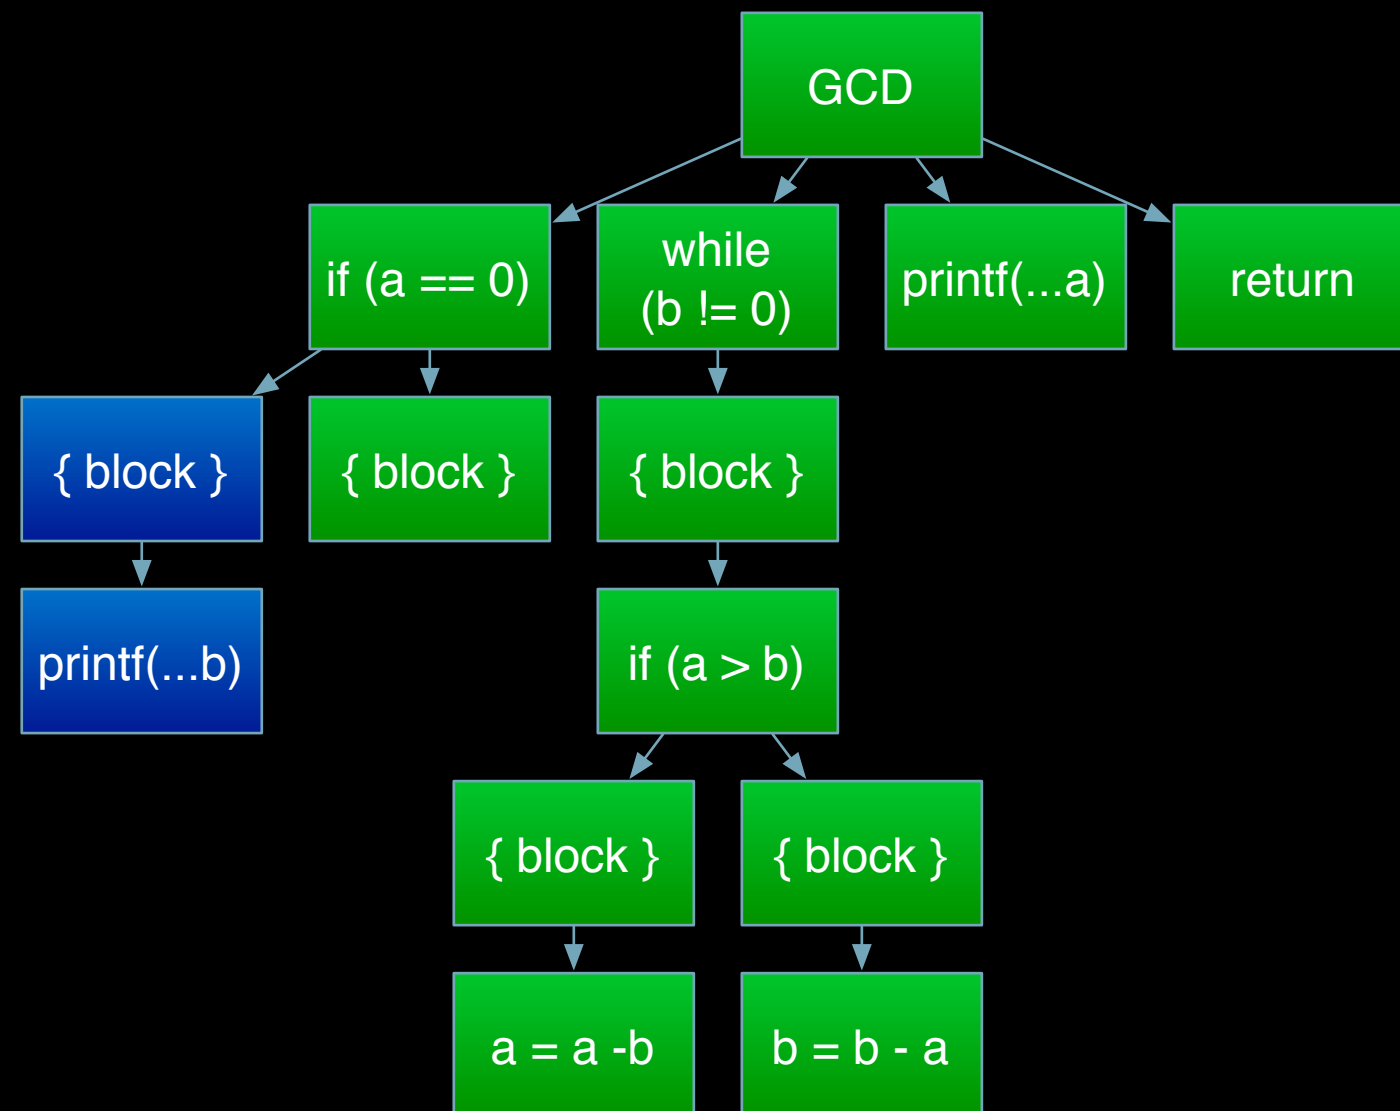 GCD
if (a == 0)
while
(b != 0)
printf(...a)
return
{ block }
{ block }
{ block }
printf(...b)
if (a > b)
{ block }
{ block }
a = a -b
b = b - a